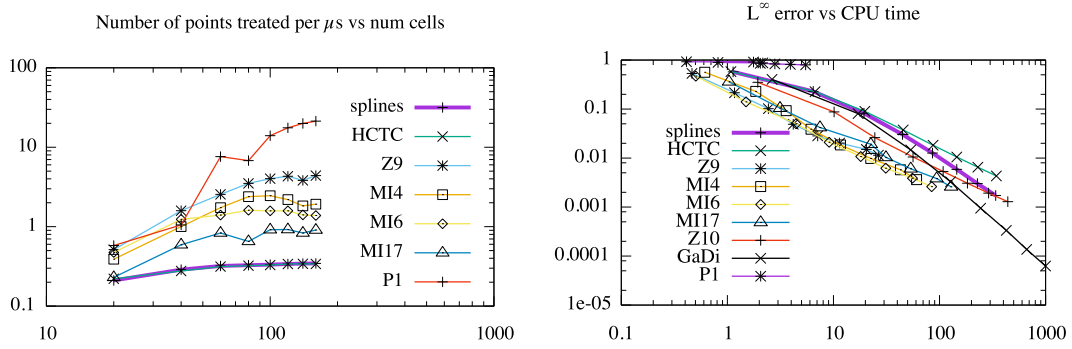 Number of points treated per µs vs num cells
100
10
1
0.1
10
100
1000
splines
HCTC
Z9
MI4
MI6
MI17
P1
L∞ error vs CPU time
1
0.1
0.01
0.001
0.0001
1e-05
0.1
1
10
100
1000
splines
HCTC
Z9
MI4
MI6
MI17
Z10
GaDi
P1